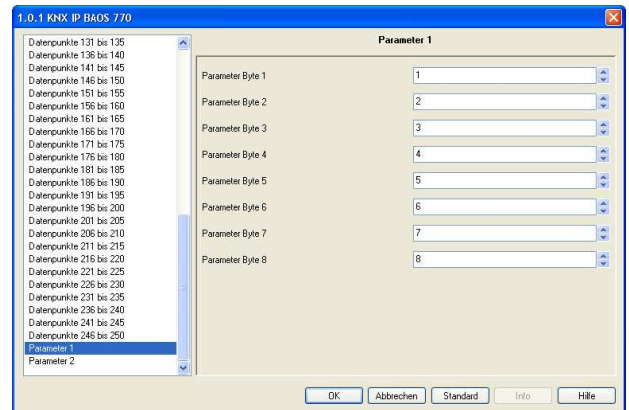 1.0.1 KNX IP BAOS 770
Datenpunkte 131 bis 135
Datenpunkte 136 bis 140
Datenpunkte 141 bis 145
Datenpunkte 146 bis 150
Datenpunkte 151 bis 155
Datenpunkte 156 bis 160
Datenpunkte 161 bis 165
Datenpunkte 166 bis 170
Datenpunkte 171 bis 175
Datenpunkte 176 bis 180
Datenpunkte 181 bis 185
Datenpunkte 186 bis 190
Datenpunkte 191 bis 195
Datenpunkte 196 bis 200
Datenpunkte 201 bis 205
Datenpunkte 206 bis 210
Datenpunkte 211 bis 215
Datenpunkte 216 bis 220
Datenpunkte 221 bis 225
Datenpunkte 226 bis 230
Datenpunkte 231 bis 235
Datenpunkte 236 bis 240
Datenpunkte 241 bis 245
Datenpunkte 246 bis 250
Parameter 1
Parameter 2
Parameter 1
Parameter Byte 1 1
Parameter Byte 2 2
Parameter Byte 3 3
Parameter Byte 4 4
Parameter Byte 5 5
Parameter Byte 6 6
Parameter Byte 7 7
Parameter Byte 8 8
OK Abbrechen Standard Info Hilfe